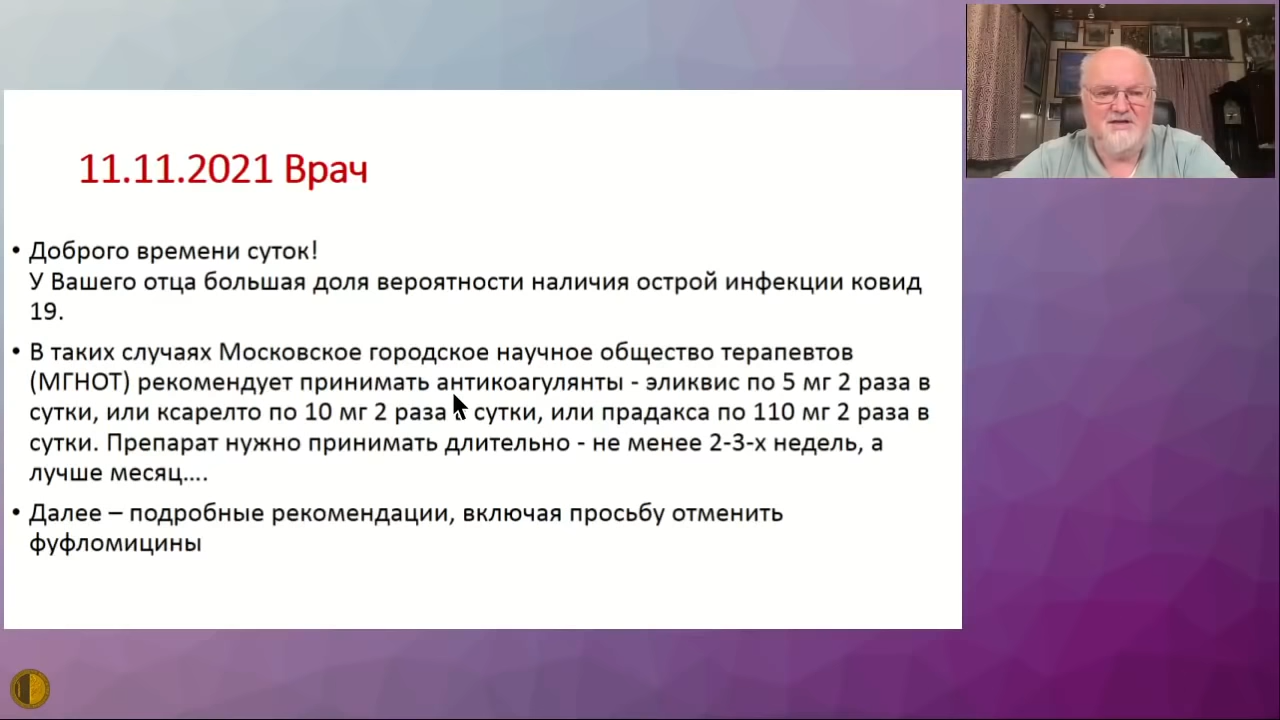 11.11.2021 Врач
• Доброго времени суток!
У Вашего отца большая доля вероятности наличия острой инфекции ковид
19.
• В таких случаях Московское городское научное общество терапевтов
(МГНОТ) рекомендует принимать антикоагулянты - эликвис по 5 мг 2 раза в
сутки, или ксарелто по 10 мг 2 раза сутки, или прадакса по 110 мг 2 раза в
сутки. Препарат нужно принимать длительно - не менее 2-3-х недель, а
лучше месяц....
• Далее – подробные рекомендации, включая просьбу отменить
фуфломицины